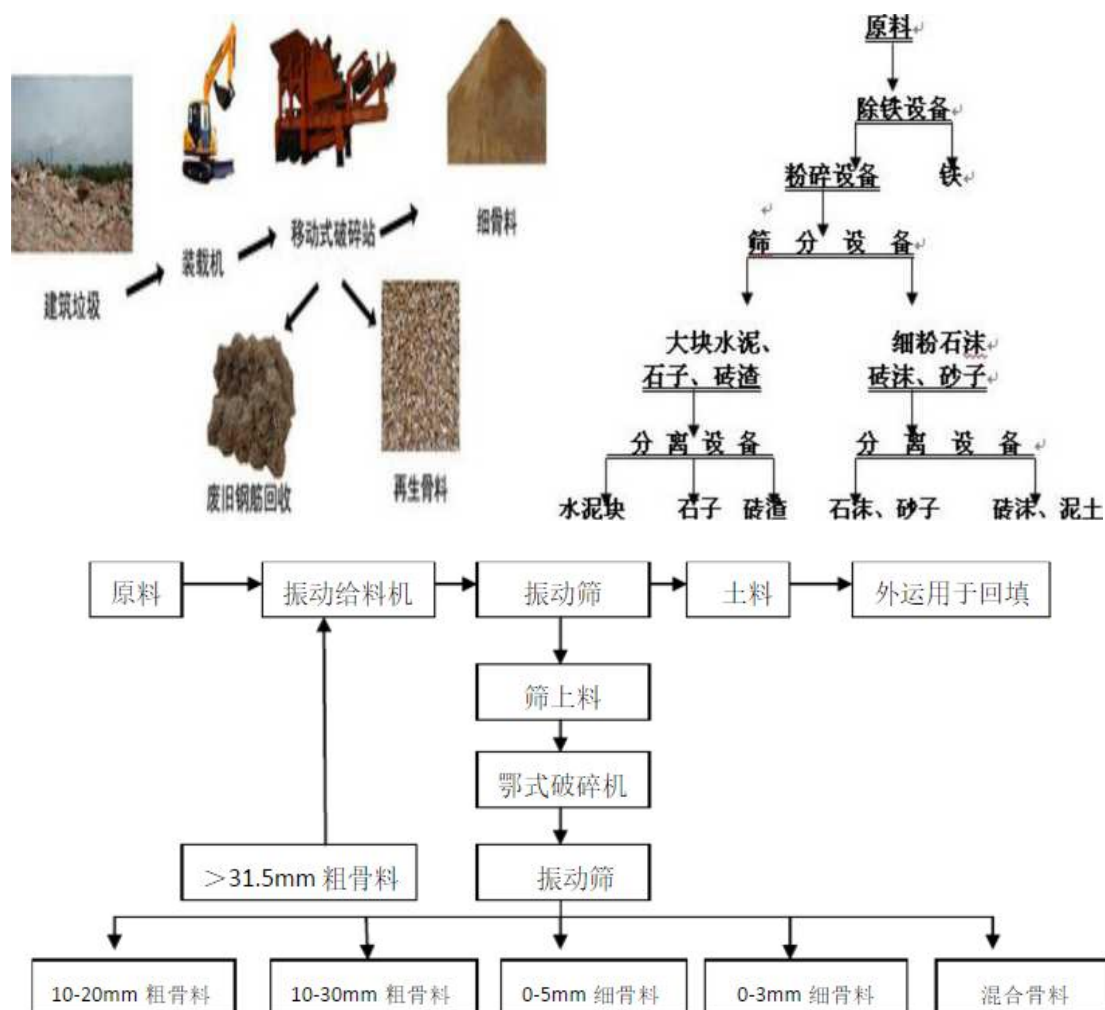 建筑垃圾
装载机
移动式破碎站
细骨料
废旧钢筋回收
再生骨料
原料
除铁设备
粉碎设备 铁
筛 分 设 备
大块水泥、
石子、砖渣
细粉石沫
砖沫、砂子
分 离 设 备
分 离 设 备
水泥块 石子 砖渣
石沫、砂子 砖沫、泥土
原料
振动给料机
振动筛
土料
外运用于回填
筛上料
鄂式破碎机
>31.5mm 粗骨料
振动筛
10-20mm 粗骨料
10-30mm 粗骨料
0-5mm 细骨料
0-3mm 细骨料
混合骨料